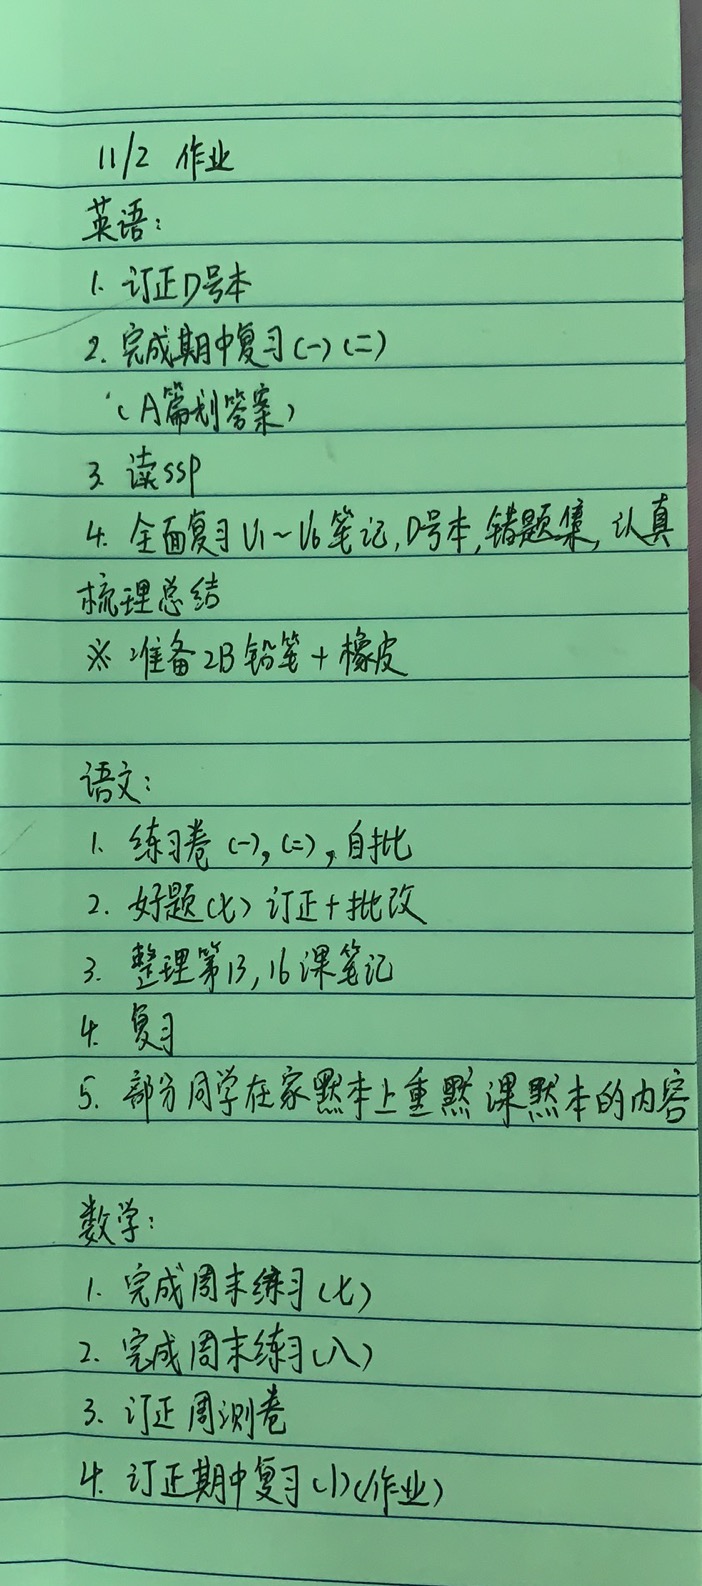 11/2 作业
英语:
1. 订正D号本
2. 完成期中复习(一)(二)
(A篇划答案)
3. 读SSP
4. 全面复习U1~U6笔记,D号本,错题集,认真
梳理总结
※ 准备2B铅笔+橡皮
语文:
1. 练习卷(一),(二),自批
2. 好题(七)订正+批改
3. 整理第13,16课笔记
4. 复习
5. 部分同学在家默本上重默课默本的内容
数学:
1. 完成周末练习(七)
2. 完成周末练习(八)
3. 订正周测卷
4. 订正期中复习(1)(作业)